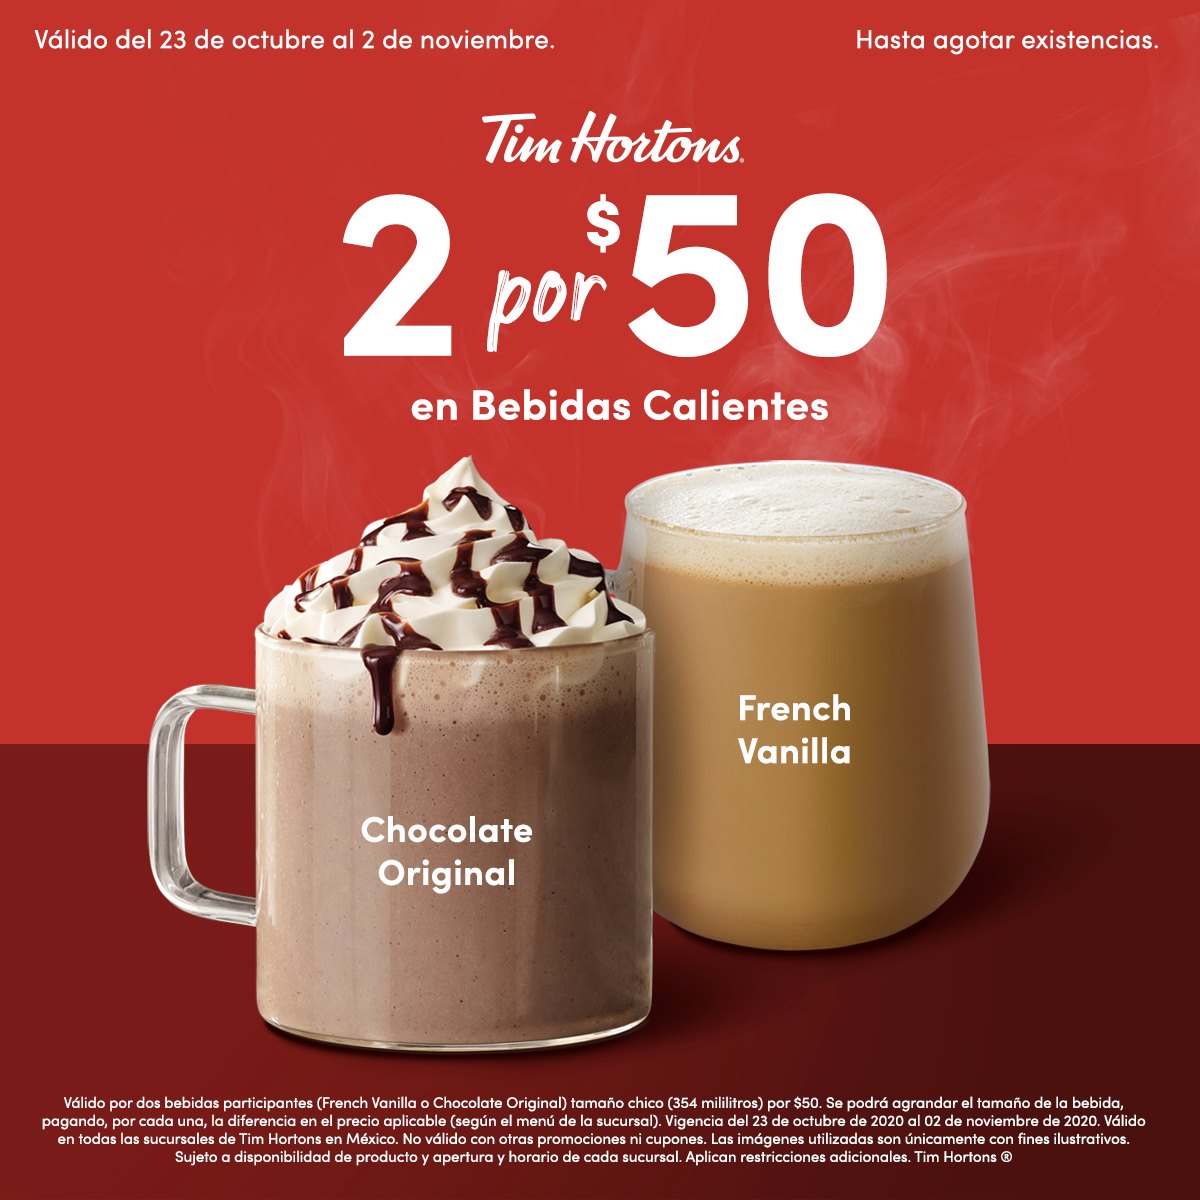 Válido del 23 de octubre al 2 de noviembre.
Hasta agotar existencias.
Tim Hortons.
2 por $50
en Bebidas Calientes
French
Vanilla
Chocolate
Original
Válido por dos bebidas participantes (French Vanilla o Chocolate Original) tamaño chico (354 mililitros) por $50. Se podrá agrandar el tamaño de la bebida,
pagando, por cada una, la diferencia en el precio aplicable (según el menú de la sucursal). Vigencia del 23 de octubre de 2020 al 02 de noviembre de 2020. Válido
en todas las sucursales de Tim Hortons en México. No válido con otras promociones ni cupones. Las imágenes utilizadas son únicamente con fines ilustrativos.
Sujeto a disponibilidad de producto y apertura y horario de cada sucursal. Aplican restricciones adicionales. Tim Hortons ®